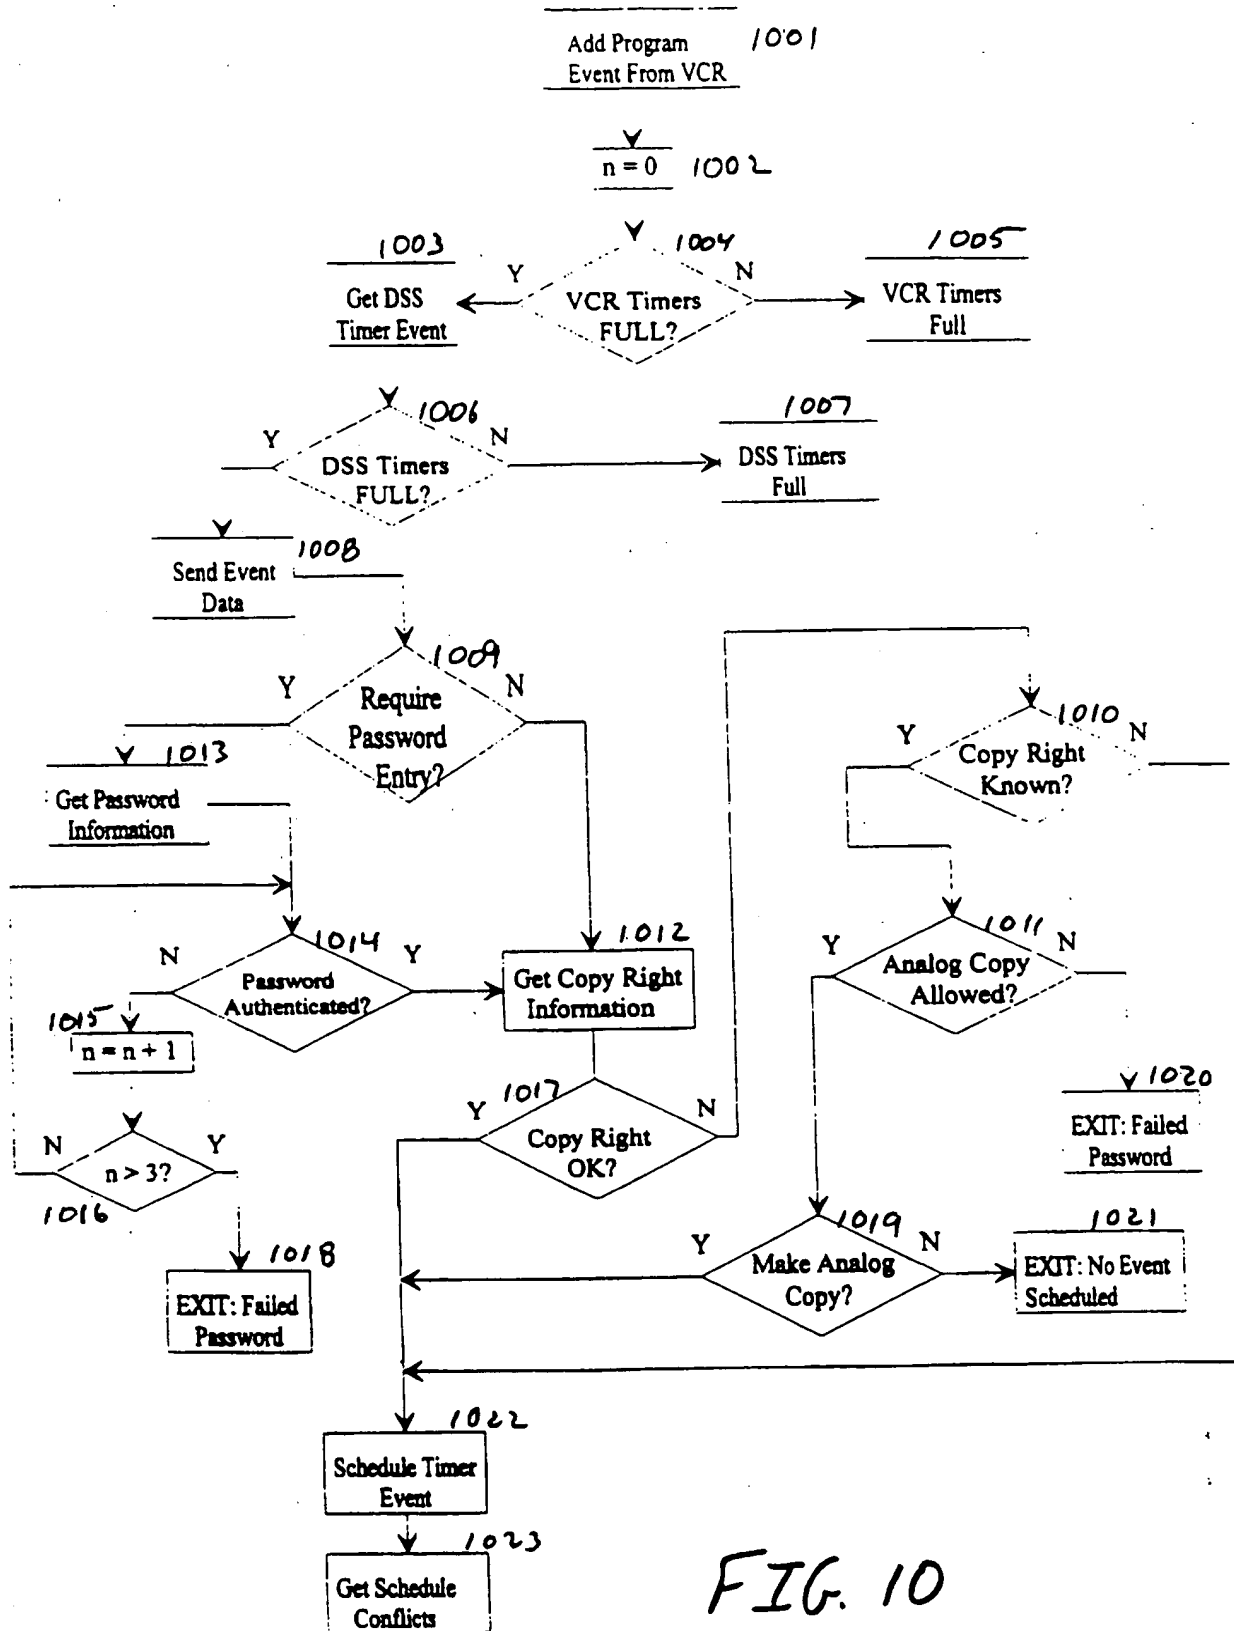 Add Program 1001
Event From VCR
n = 0 1002
1003
1004
1005
Y
N
Get DSS
Timer Event
VCR Timers
FULL?
VCR Timers
Full
1006
1007
Y
N
DSS Timers
FULL?
DSS Timers
Full
1008
Send Event
Data
1009
Y
N
Require
Password
Entry?
1010
Y
N
Copy Right
Known?
1013
Get Password
Information
1011
Y
N
Analog Copy
Allowed?
1014
N
Y
Password
Authenticated?
1012
Get Copy Right
Information
1015
n = n + 1
1017
Y
N
Copy Right
OK?
1020
EXIT: Failed
Password
N
Y
n > 3?
1016
1018
EXIT: Failed
Password
1019
Y
N
Make Analog
Copy?
1021
EXIT: No Event
Scheduled
1022
Schedule Timer
Event
1023
Get Schedule
Conflicts
FIG. 10